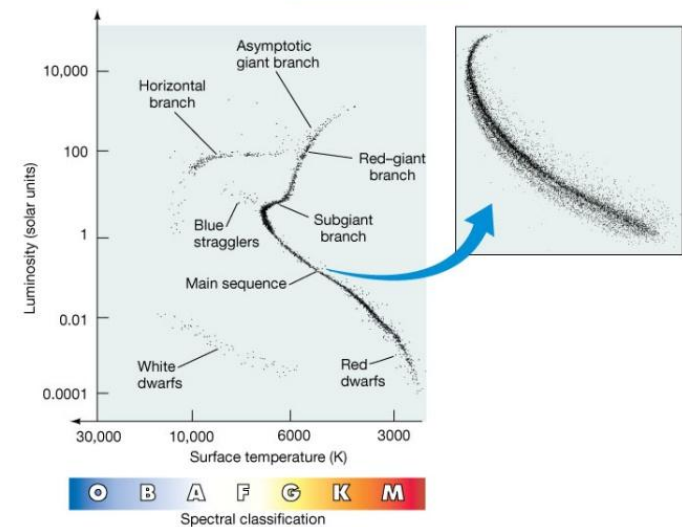 Asymptotic
giant branch
10,000
Horizontal
branch
100
Red–giant
branch
Luminosity (solar units)
Blue
stragglers
Subgiant
branch
1
Main sequence
0.01
White
dwarfs
Red
dwarfs
0.0001
30,000 10,000 6000 3000
Surface temperature (K)
O B A F G K M
Spectral classification